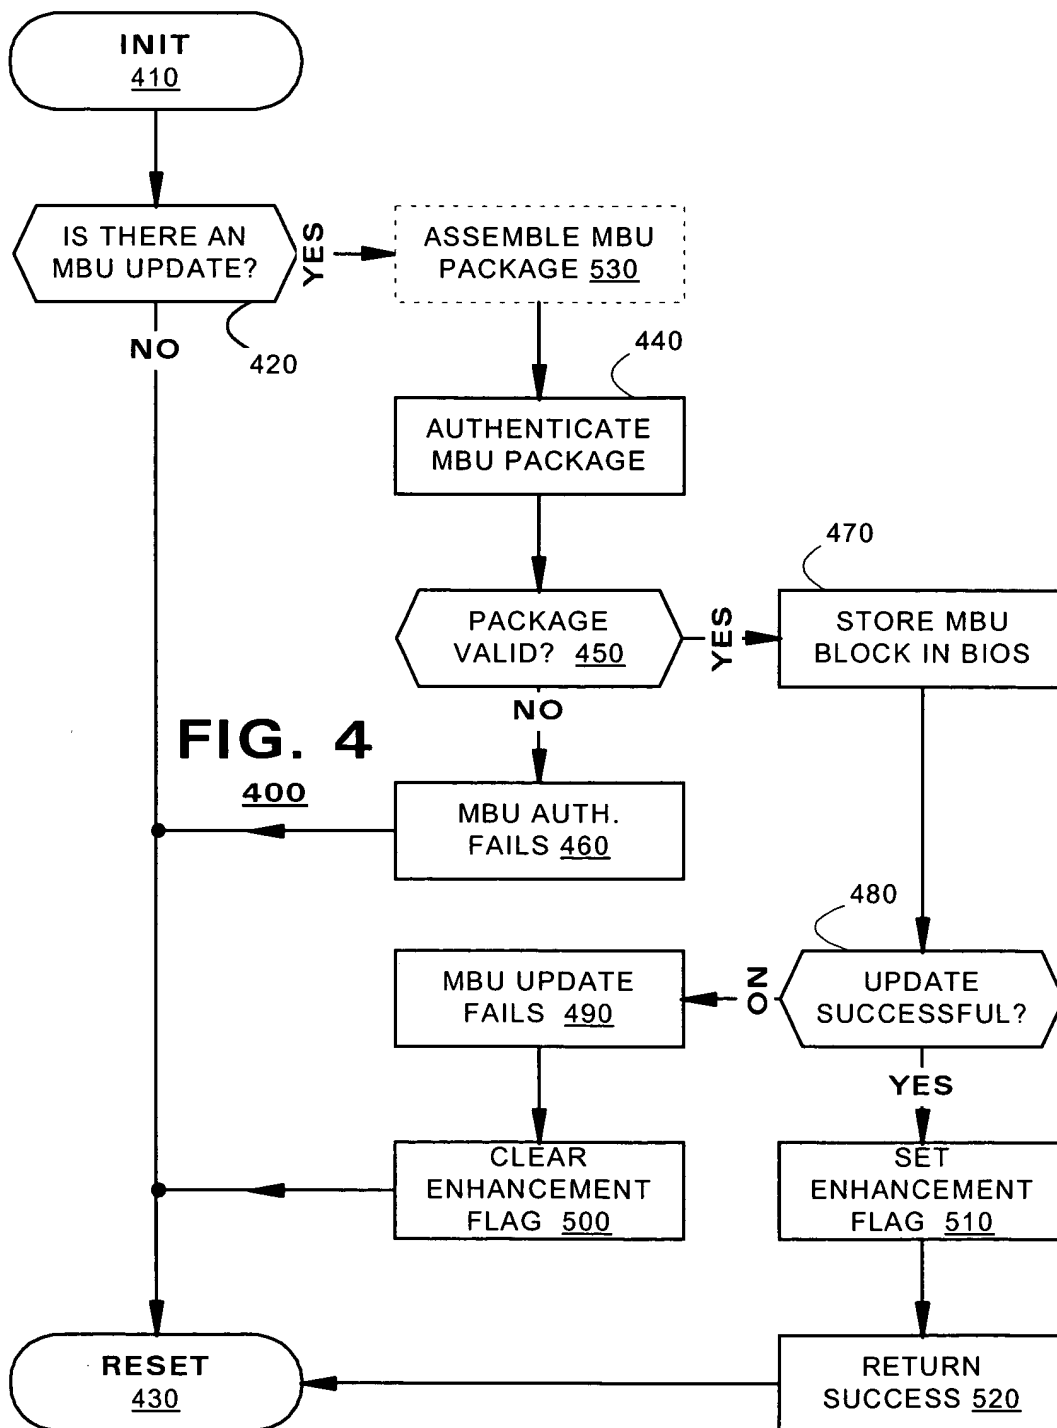 INIT
410
IS THERE AN
MBU UPDATE?
YES
ASSEMBLE MBU
PACKAGE 530
NO
420
440
AUTHENTICATE
MBU PACKAGE
470
PACKAGE
VALID? 450
YES
STORE MBU
BLOCK IN BIOS
NO
FIG. 4
400
MBU AUTH.
FAILS 460
480
MBU UPDATE
FAILS 490
NO
UPDATE
SUCCESSFUL?
YES
CLEAR
ENHANCEMENT
FLAG 500
SET
ENHANCEMENT
FLAG 510
RESET
430
RETURN
SUCCESS 520